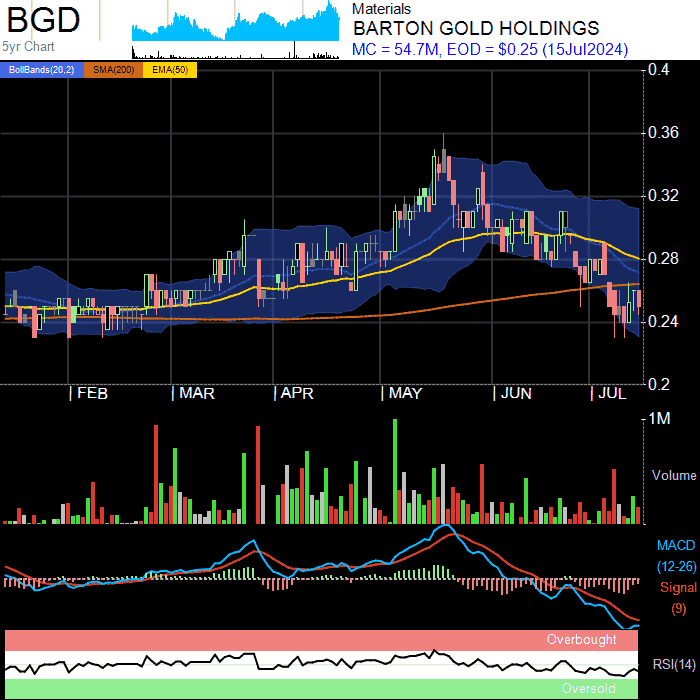 BGD
5yr Chart
Materials
BARTON GOLD HOLDINGS
MC = 54.7M, EOD = $0.25 (15Jul2024)
BollBands(20,2) SMA(200) EMA(50)
0.4
0.36
0.32
0.28
0.24
0.2
| FEB | MAR | APR | MAY | JUN | JUL
1M
Volume
MACD
(12-26)
Signal
(9)
Overbought
RSI(14)
Oversold